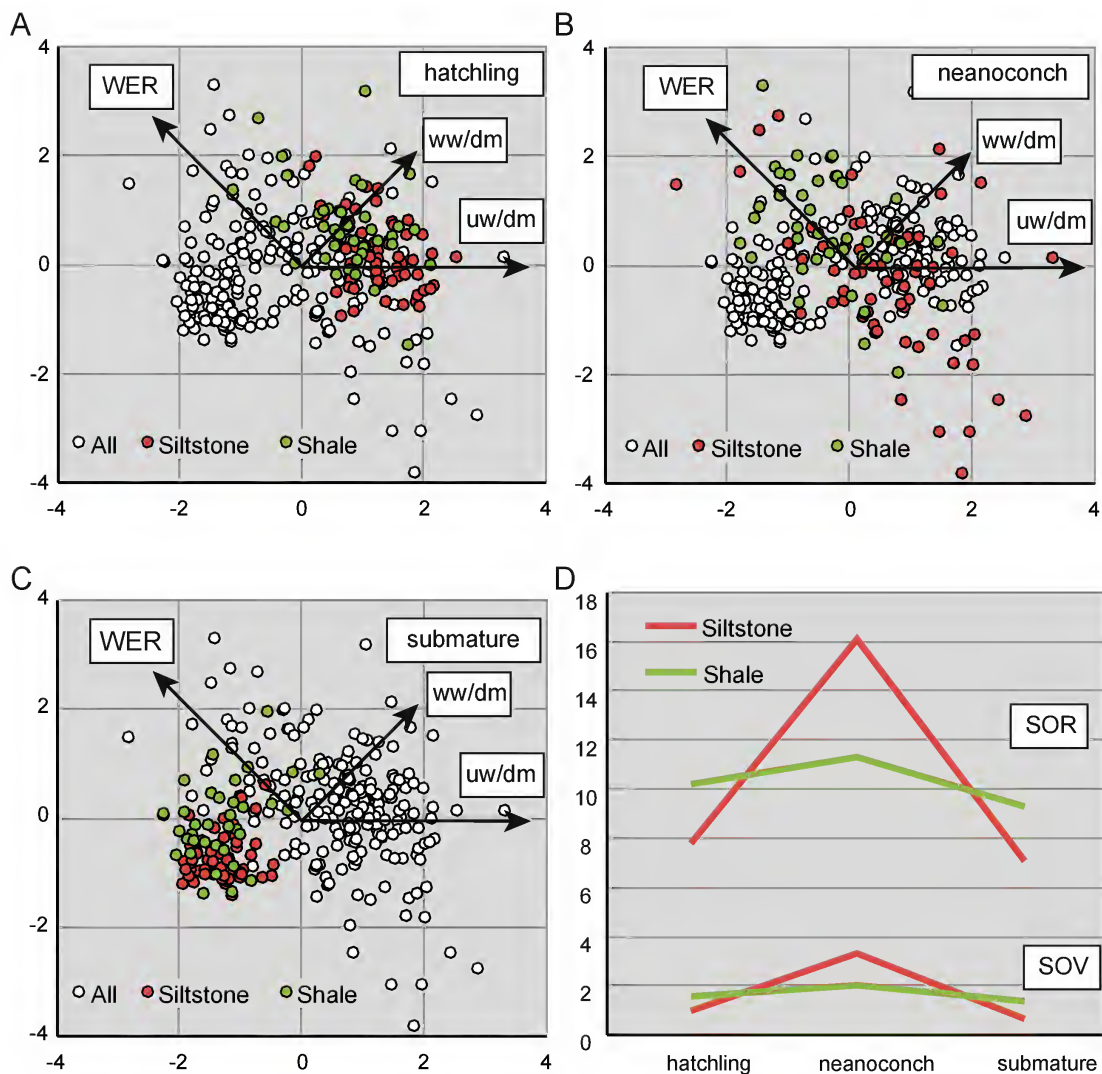 A
4
WER
hatchling
ww/dm
uw/dm
2
0
-2
-4
All Siltstone Shale
-4 -2 0 2 4
B
4
WER
neanoconch
ww/dm
uw/dm
2
0
-2
-4
All Siltstone Shale
-4 -2 0 2 4
C
4
WER
submature
ww/dm
uw/dm
2
0
-2
-4
All Siltstone Shale
-4 -2 0 2 4
D
18
16
14
12
10
8
6
4
2
0
Siltstone
Shale
SOR
SOV
hatchling neanoconch submature